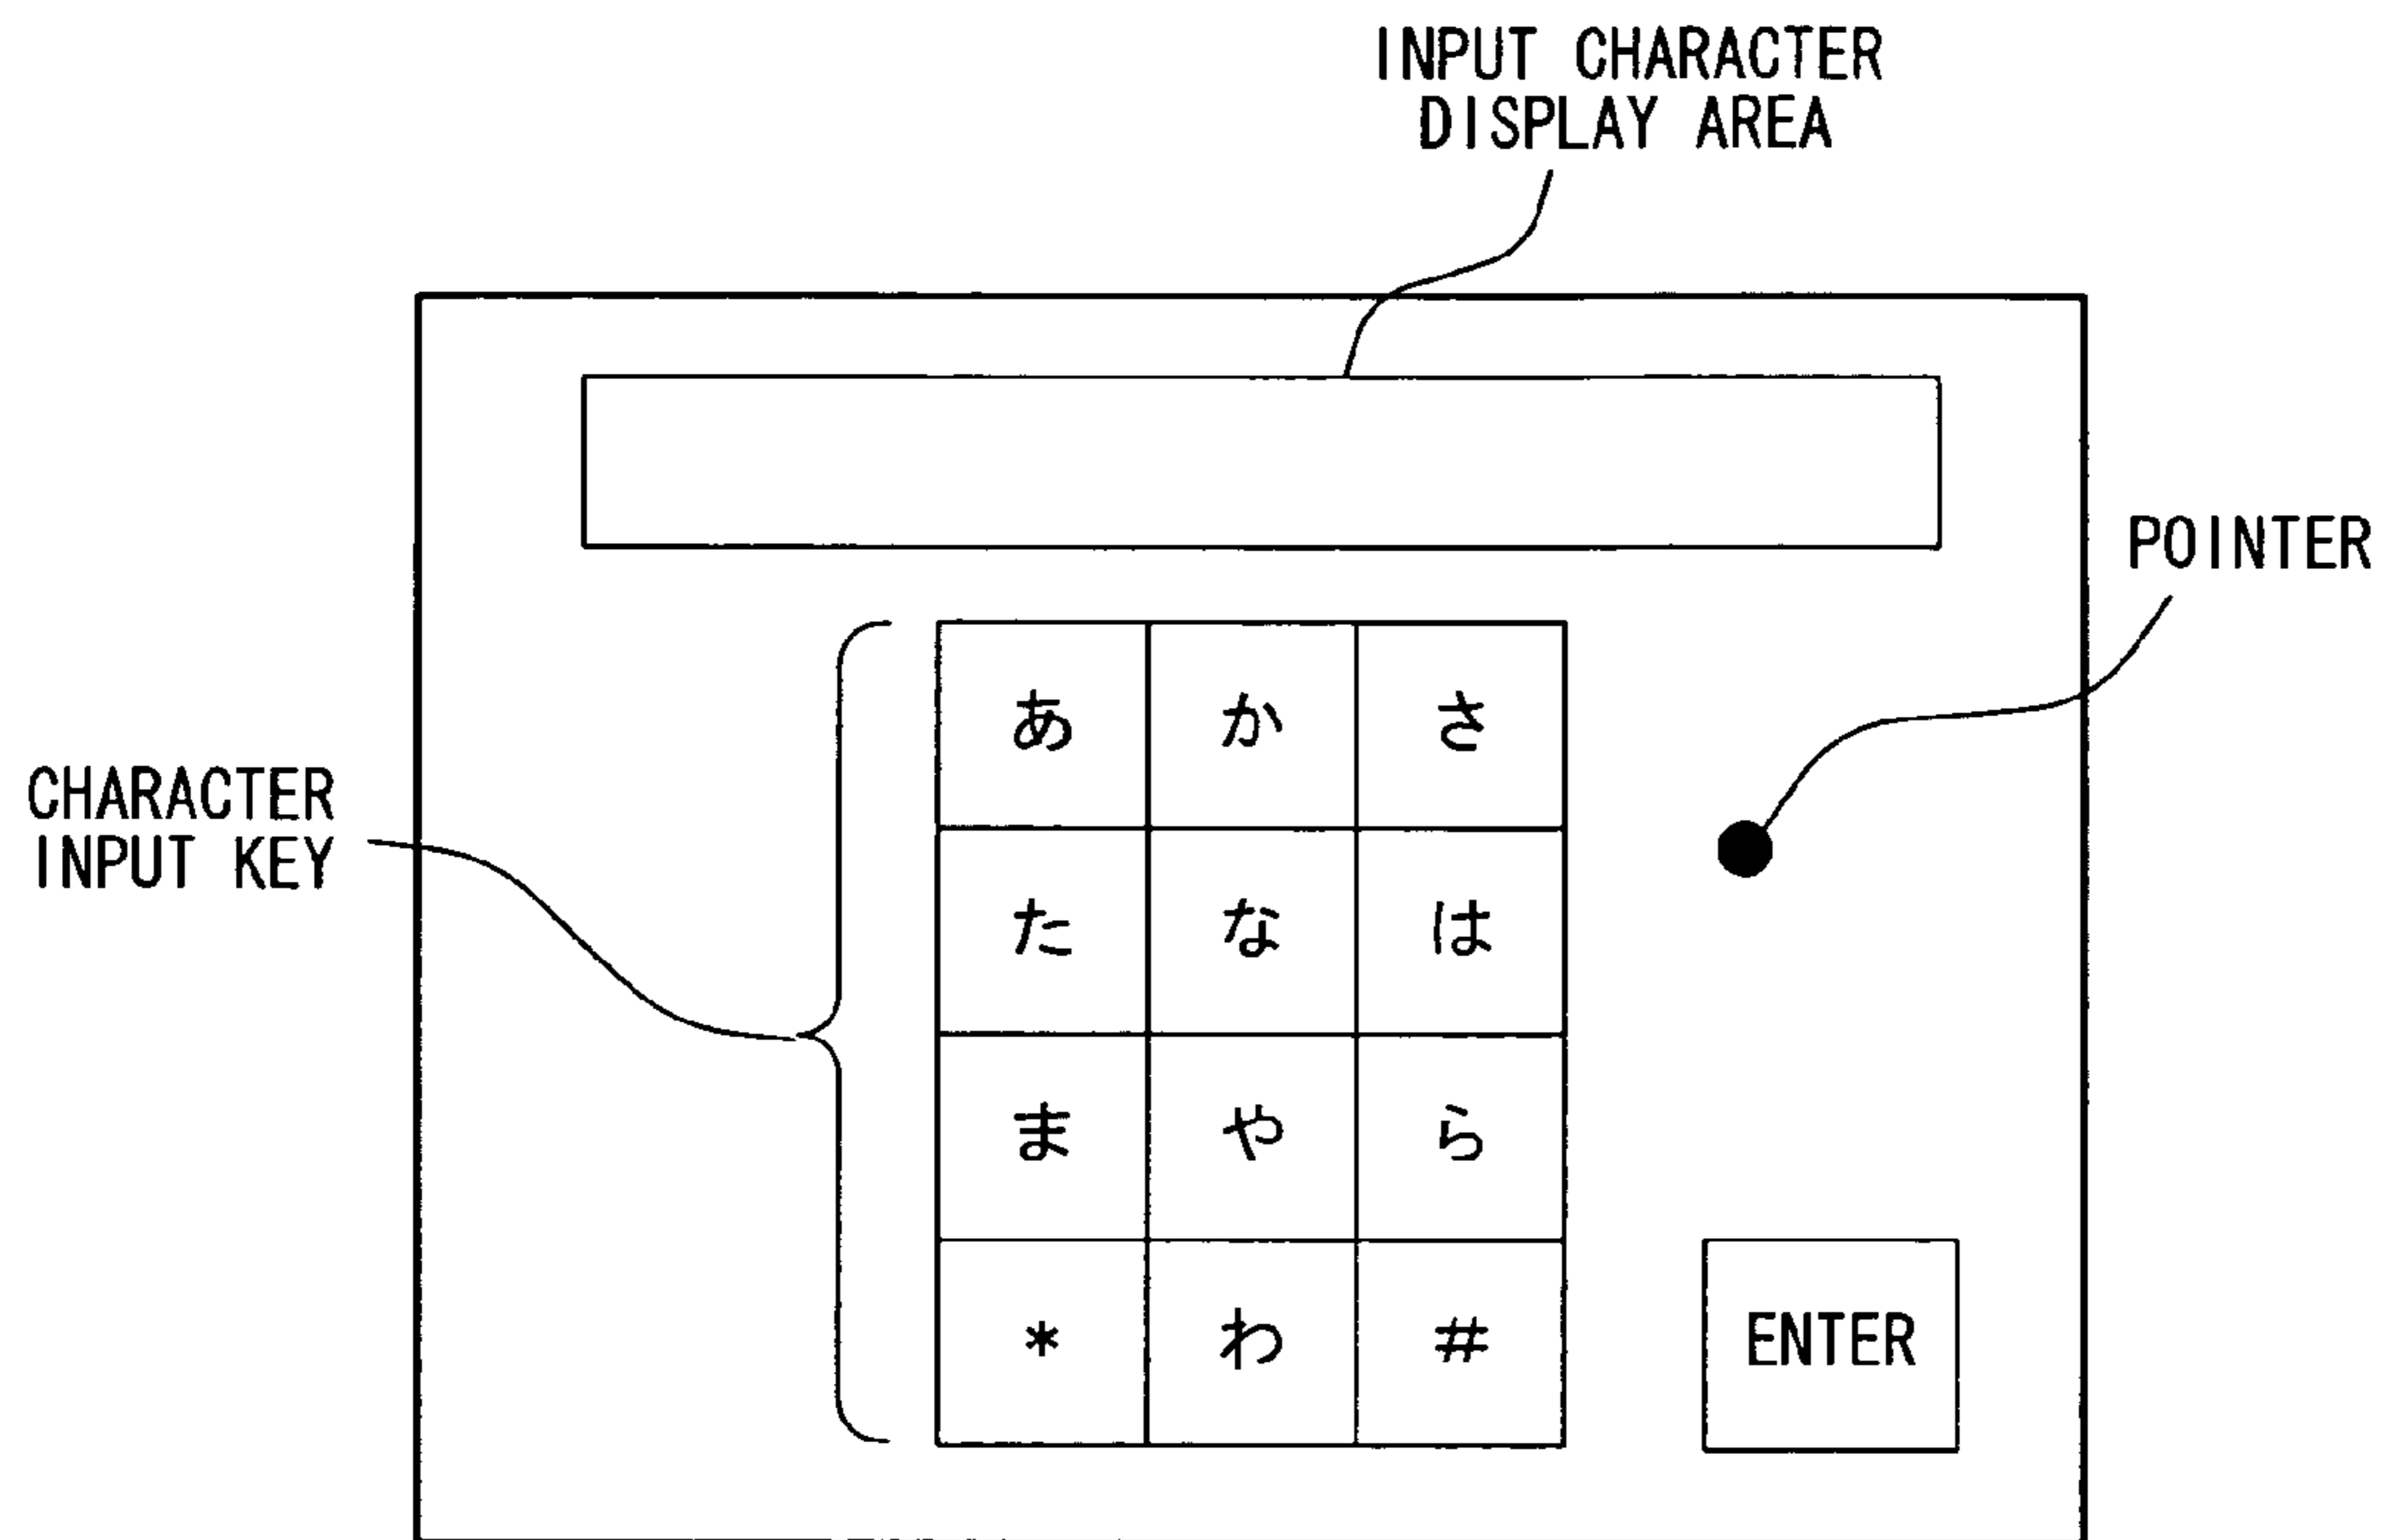 INPUT CHARACTER
DISPLAY AREA
POINTER
CHARACTER
INPUT KEY
あ か さ
た な は
ま や ら
* わ #
ENTER